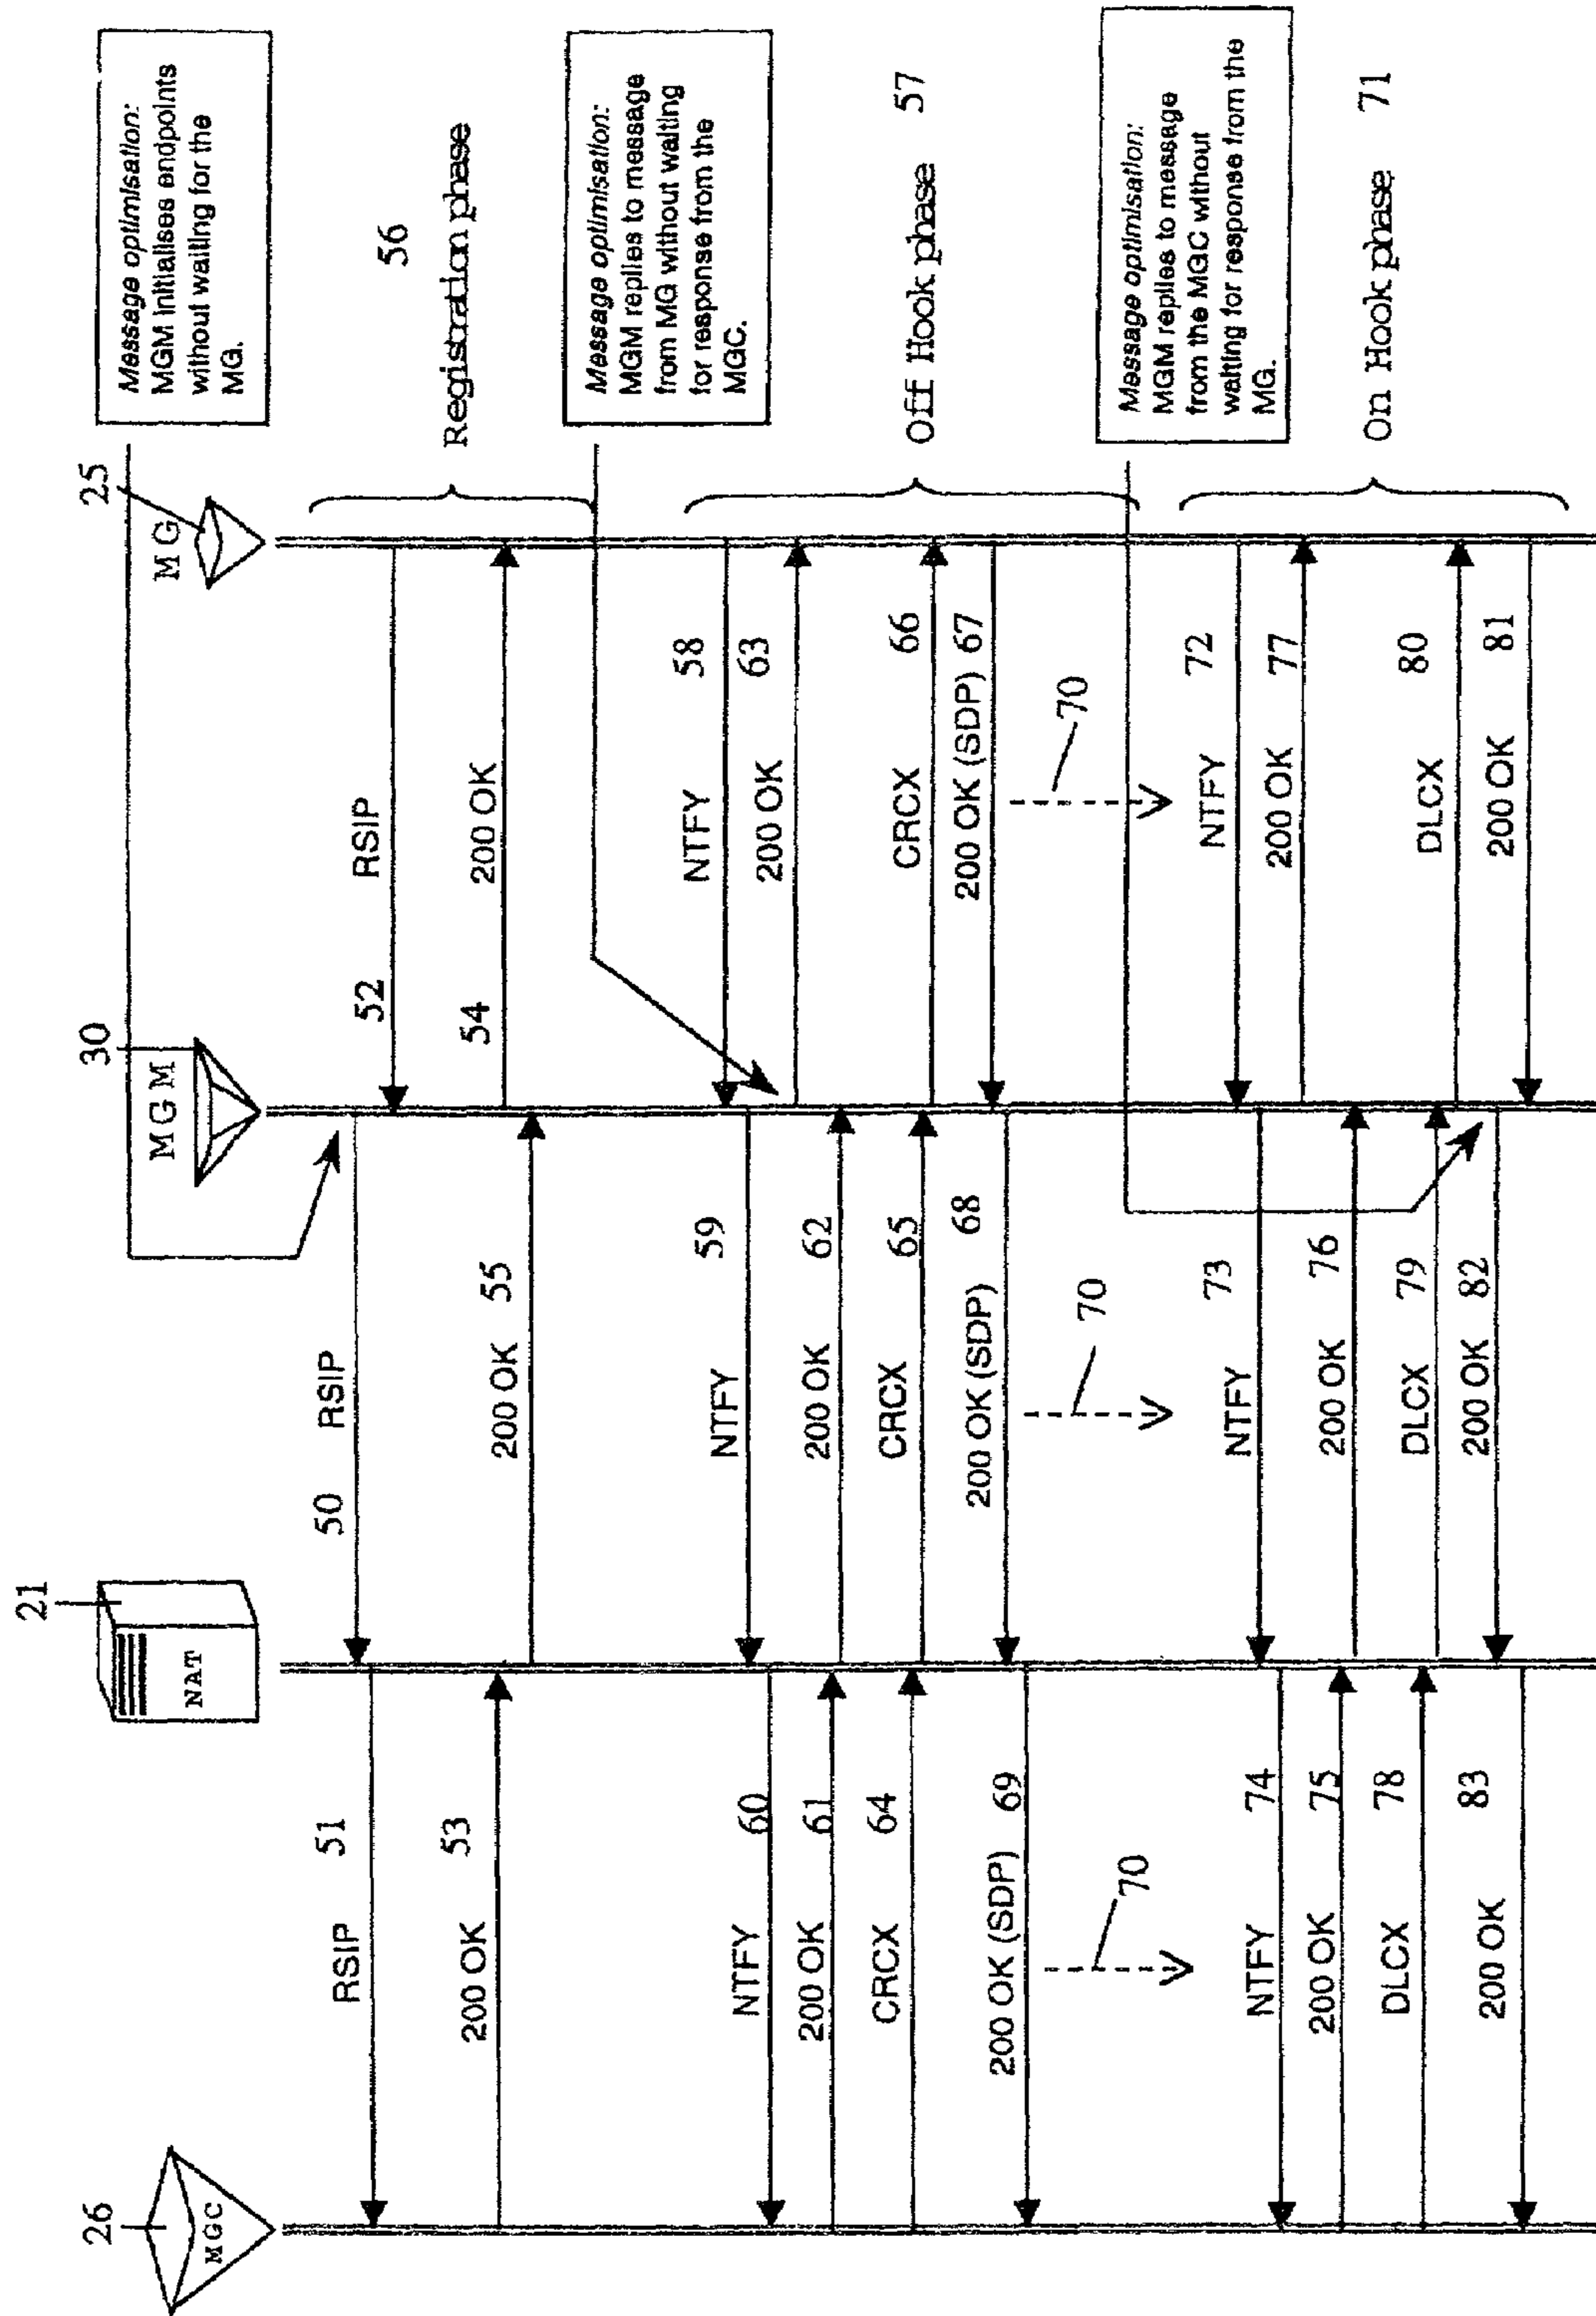 26
MGC
21
NAT
30
MGM
25
MG
Message optimisation:
MGM initialises endpoints
without waiting for the
MG.
50 RSIP
RSIP 51
RSIP
52
200 OK 53
54 200 OK
200 OK 55
56
Registration phase
Message optimisation:
MGM replies to message
from MG without waiting
for response from the
MGC.
NTFY 58
NTFY 59
NTFY 60
200 OK 61
200 OK 62
200 OK 63
CRCX 64
CRCX 65
CRCX 66
200 OK (SDP) 67
200 OK (SDP) 68
200 OK (SDP) 69
70
70
70
Off Hook phase 57
Message optimisation:
MGM replies to message
from the MGC without
waiting for response from the
MG.
NTFY 72
NTFY 73
NTFY 74
200 OK 75
200 OK 76
200 OK 77
DLCX 78
DLCX 79
DLCX 80
200 OK 81
200 OK 82
200 OK 83
On Hook phase 71